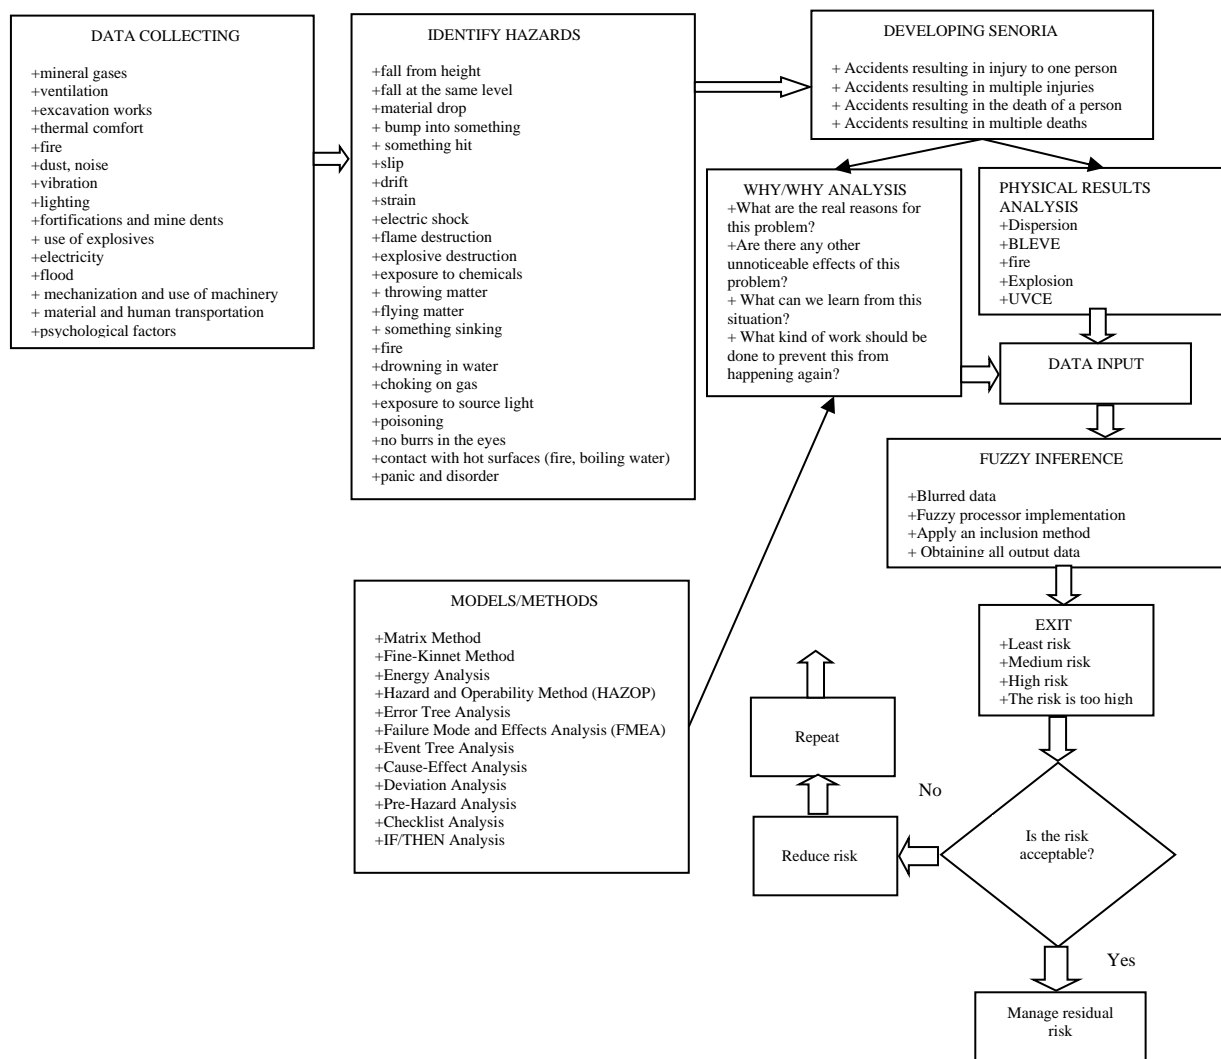 DATA COLLECTING
+mineral gases
+ventilation
+excavation works
+thermal comfort
+fire
+dust, noise
+vibration
+lighting
+fortifications and mine dents
+ use of explosives
+electricity
+flood
+ mechanization and use of machinery
+ material and human transportation
+psychological factors
IDENTIFY HAZARDS
+fall from height
+fall at the same level
+material drop
+ bump into something
+ something hit
+slip
+drift
+strain
+electric shock
+flame destruction
+explosive destruction
+exposure to chemicals
+ throwing matter
+flying matter
+ something sinking
+fire
+drowning in water
+choking on gas
+exposure to source light
+poisoning
+no burrs in the eyes
+contact with hot surfaces (fire, boiling water)
+panic and disorder
DEVELOPING SENORIA
+ Accidents resulting in injury to one person
+ Accidents resulting in multiple injuries
+ Accidents resulting in the death of a person
+ Accidents resulting in multiple deaths
WHY/WHY ANALYSIS
+What are the real reasons for
this problem?
+Are there any other
unnoticeable effects of this
problem?
+ What can we learn from this
situation?
+ What kind of work should be
done to prevent this from
happening again?
PHYSICAL RESULTS
ANALYSIS
+Dispersion
+BLEVE
+fire
+Explosion
+UVCE
DATA INPUT
FUZZY INFERENCE
+Blurred data
+Fuzzy processor implementation
+Apply an inclusion method
+ Obtaining all output data
MODELS/METHODS
+Matrix Method
+Fine-Kinnet Method
+Energy Analysis
+Hazard and Operability Method (HAZOP)
+Error Tree Analysis
+Failure Mode and Effects Analysis (FMEA)
+Event Tree Analysis
+Cause-Effect Analysis
+Deviation Analysis
+Pre-Hazard Analysis
+Checklist Analysis
+IF/THEN Analysis
EXIT
+Least risk
+Medium risk
+High risk
+The risk is too high
Repeat
No
Reduce risk
Is the risk
acceptable?
Yes
Manage residual
risk